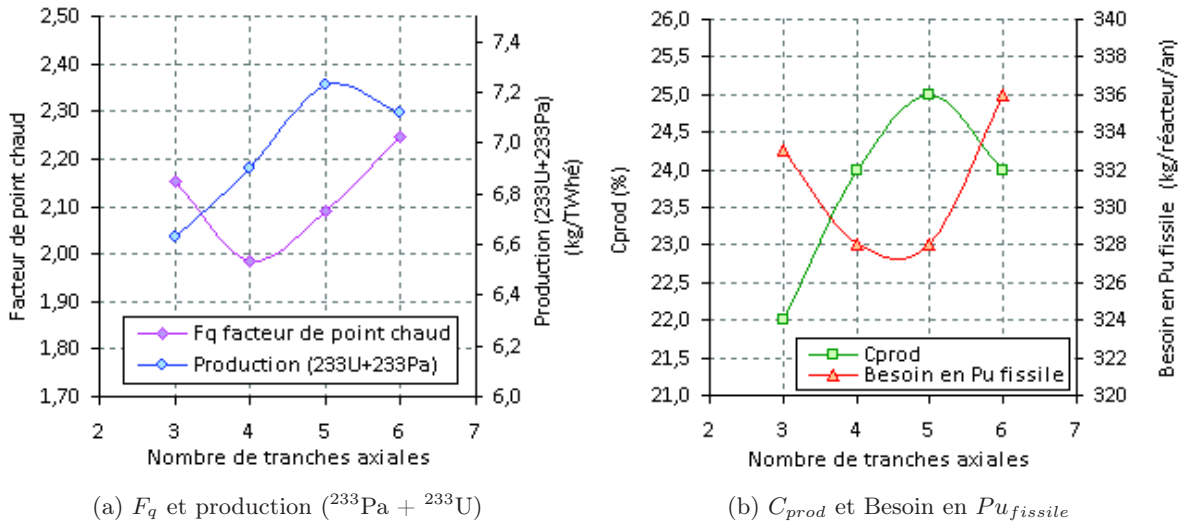 2,50
2,40
2,30
2,20
2,10
2,00
1,90
1,80
1,70
Facteur de point chaud
7,4
7,2
7,0
6,8
6,6
6,4
6,2
6,0
Production (233U+233Pa)
(kg/TWhé)
Fq facteur de point chaud
Production (233U+233Pa)
2 3 4 5 6 7
Nombre de tranches axiales
(a) Fq et production (233Pa + 233U)
26,0
25,5
25,0
24,5
24,0
23,5
23,0
22,5
22,0
21,5
21,0
Cprod (%)
340
338
336
334
332
330
328
326
324
322
320
Besoin en Pu fissile (kg/réacteur/an)
Cprod
Besoin en Pu fissile
2 3 4 5 6 7
Nombre de tranches axiales
(b) Cprod et Besoin en Pufissile